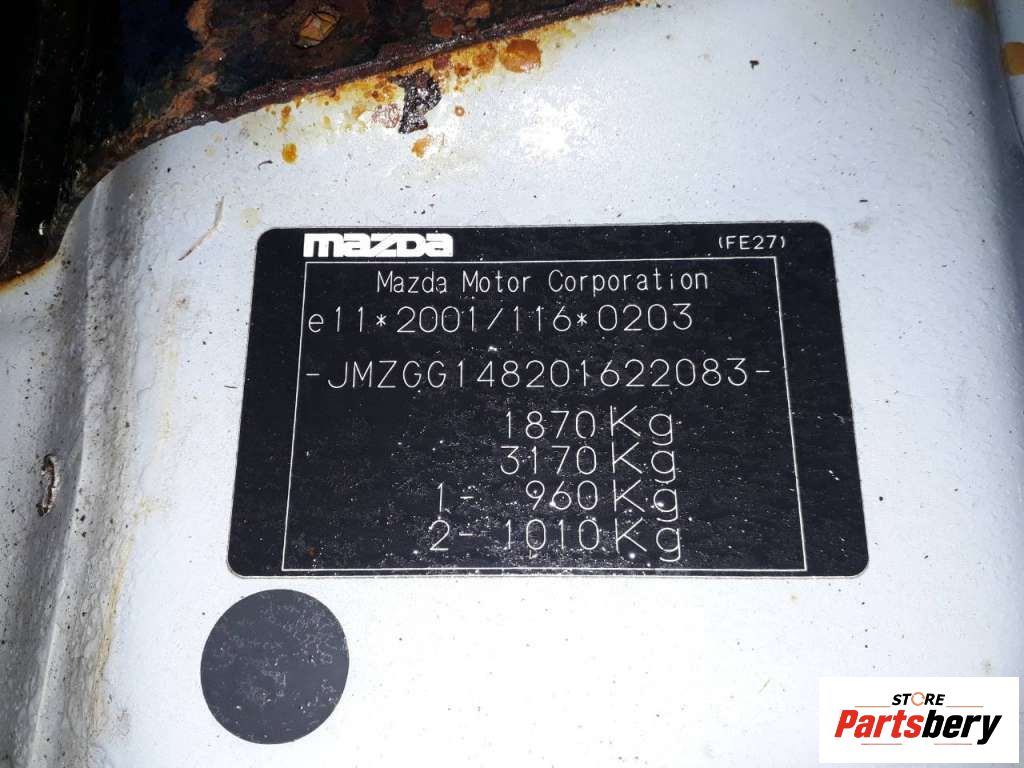 mazda (FE27)
Mazda Motor Corporation
e11*2001/116*0203
-JMZGG148201622083-
1870Kg
3170Kg
1- 960Kg
2- 1010Kg
STORE
Partsbery